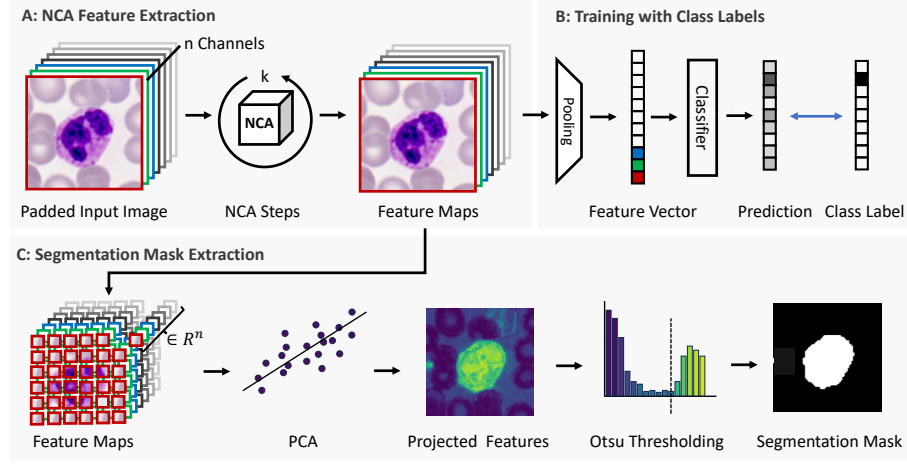 A: NCA Feature Extraction
n Channels
k
NCA
Padded Input Image
NCA Steps
Feature Maps
B: Training with Class Labels
Pooling
Classifier
Feature Vector
Prediction
Class Label
C: Segmentation Mask Extraction
∈ Rⁿ
Feature Maps
PCA
Projected Features
Otsu Thresholding
Segmentation Mask